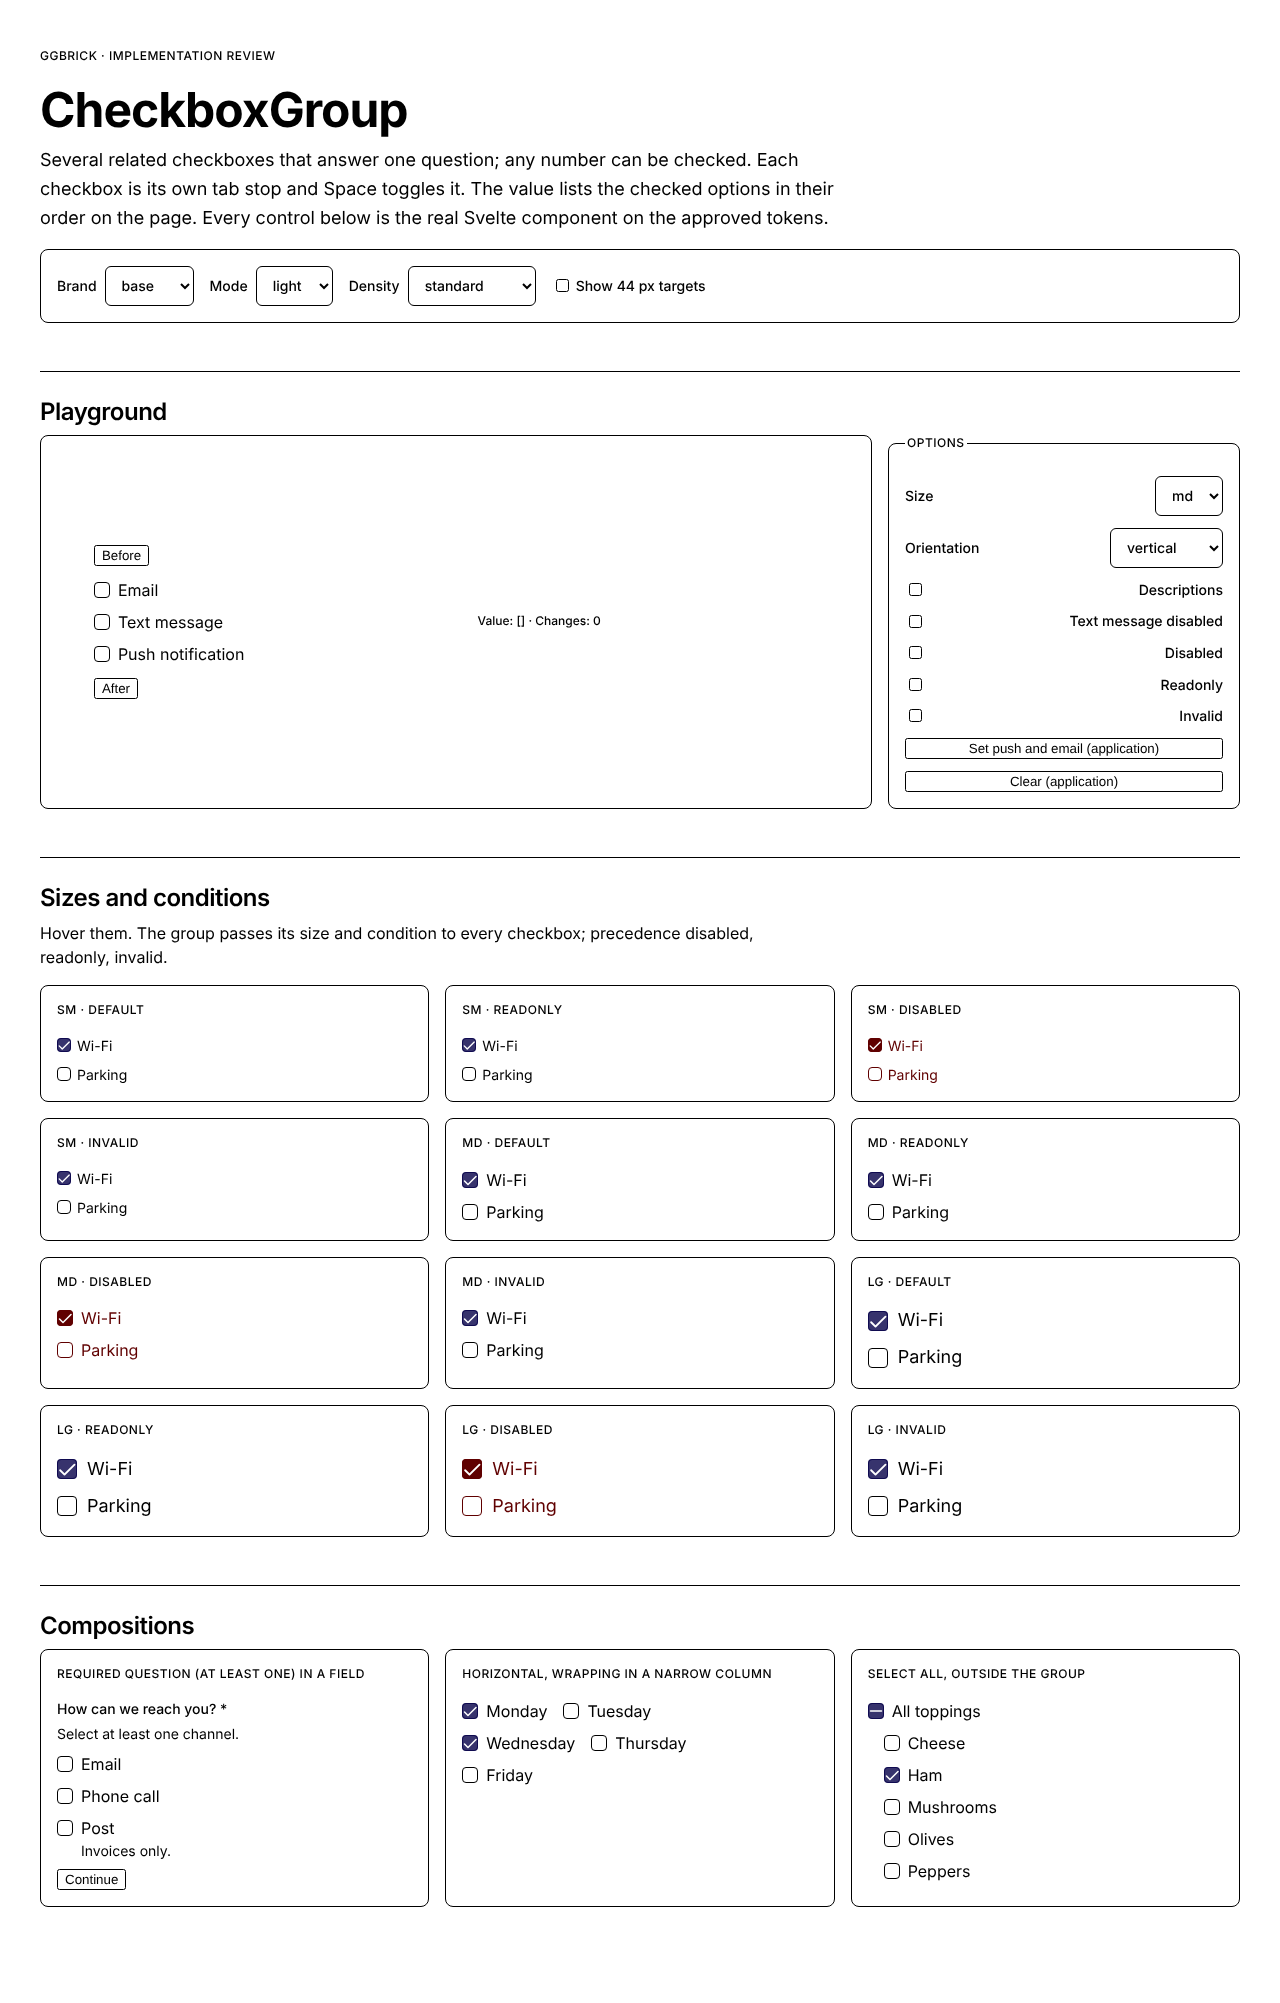 GGBRICK · IMPLEMENTATION REVIEW
CheckboxGroup
Several related checkboxes that answer one question; any number can be checked. Each
checkbox is its own tab stop and Space toggles it. The value lists the checked options in their
order on the page. Every control below is the real Svelte component on the approved tokens.
Brand base Mode light Density standard Show 44 px targets
Playground
Before
Email
Text message
Push notification
After
Value: [] · Changes: 0
OPTIONS
Size md
Orientation vertical
Descriptions
Text message disabled
Disabled
Readonly
Invalid
Set push and email (application)
Clear (application)
Sizes and conditions
Hover them. The group passes its size and condition to every checkbox; precedence disabled,
readonly, invalid.
SM · DEFAULT
Wi-Fi
Parking
SM · READONLY
Wi-Fi
Parking
SM · DISABLED
Wi-Fi
Parking
SM · INVALID
Wi-Fi
Parking
MD · DEFAULT
Wi-Fi
Parking
MD · READONLY
Wi-Fi
Parking
MD · DISABLED
Wi-Fi
Parking
MD · INVALID
Wi-Fi
Parking
LG · DEFAULT
Wi-Fi
Parking
LG · READONLY
Wi-Fi
Parking
LG · DISABLED
Wi-Fi
Parking
LG · INVALID
Wi-Fi
Parking
Compositions
REQUIRED QUESTION (AT LEAST ONE) IN A FIELD
How can we reach you? *
Select at least one channel.
Email
Phone call
Post
Invoices only.
Continue
HORIZONTAL, WRAPPING IN A NARROW COLUMN
Monday Tuesday
Wednesday Thursday
Friday
SELECT ALL, OUTSIDE THE GROUP
All toppings
Cheese
Ham
Mushrooms
Olives
Peppers